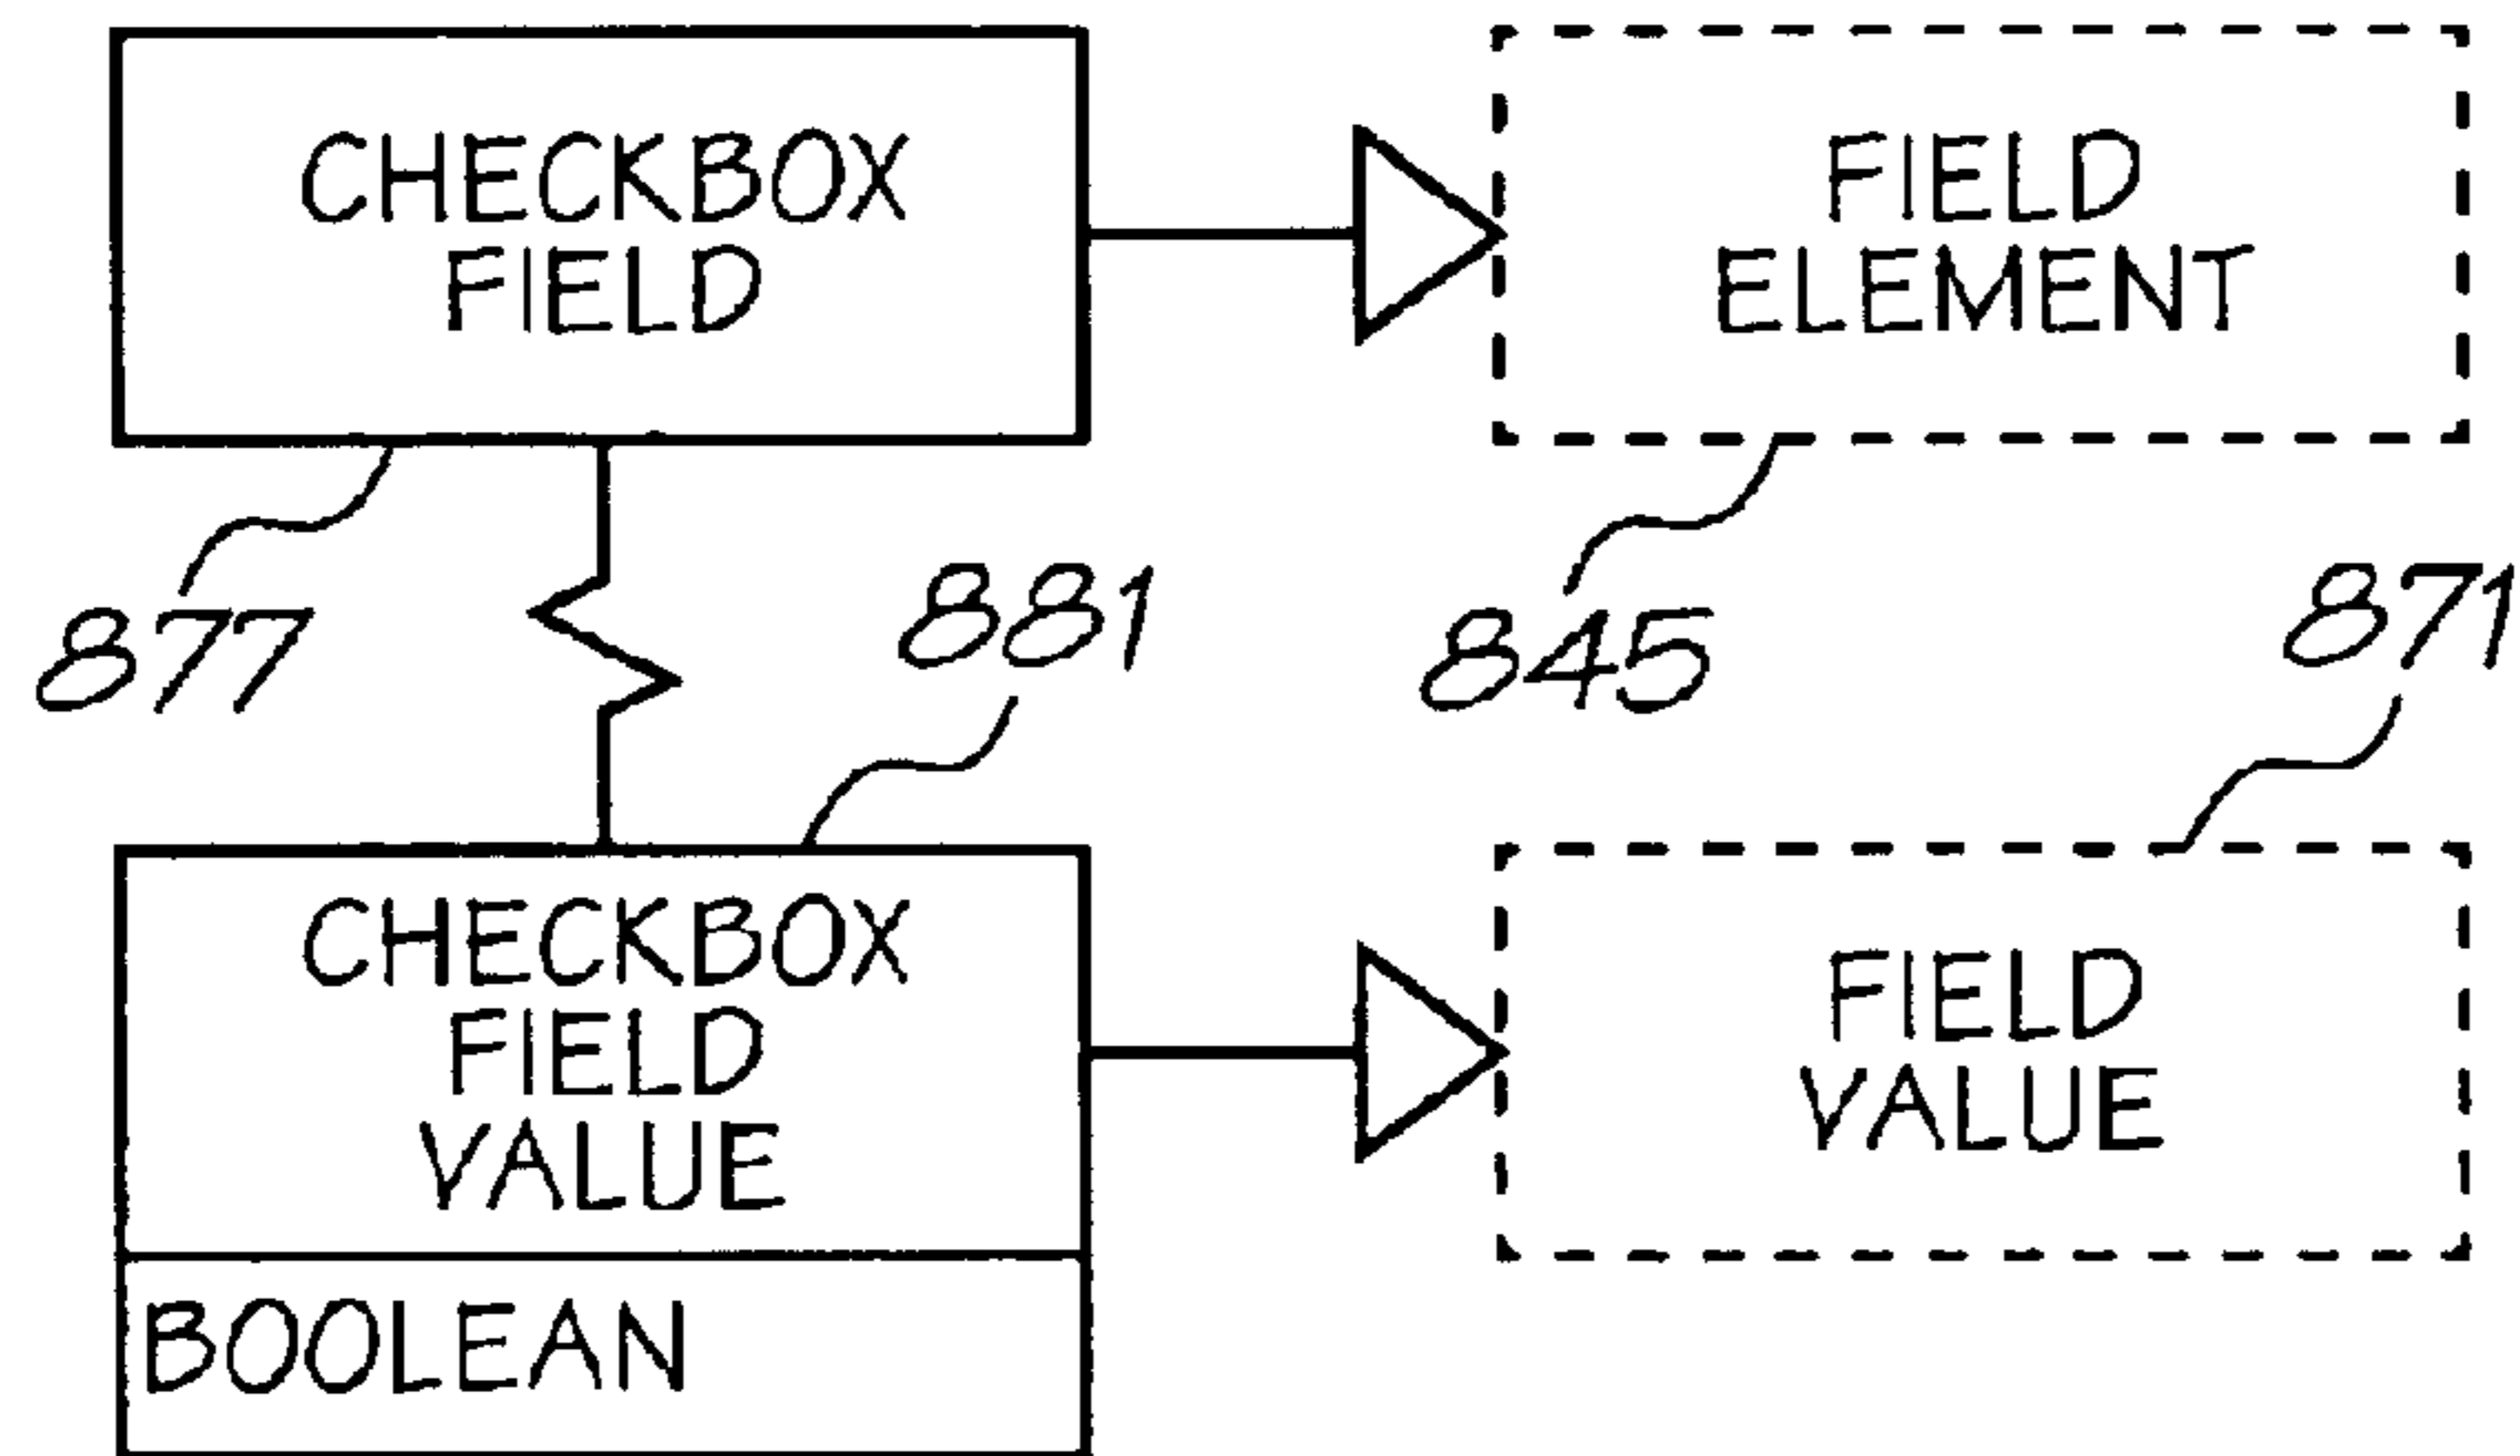 CHECKBOX
FIELD
FIELD
ELEMENT
877
881
845
871
CHECKBOX
FIELD
VALUE
FIELD
VALUE
BOOLEAN